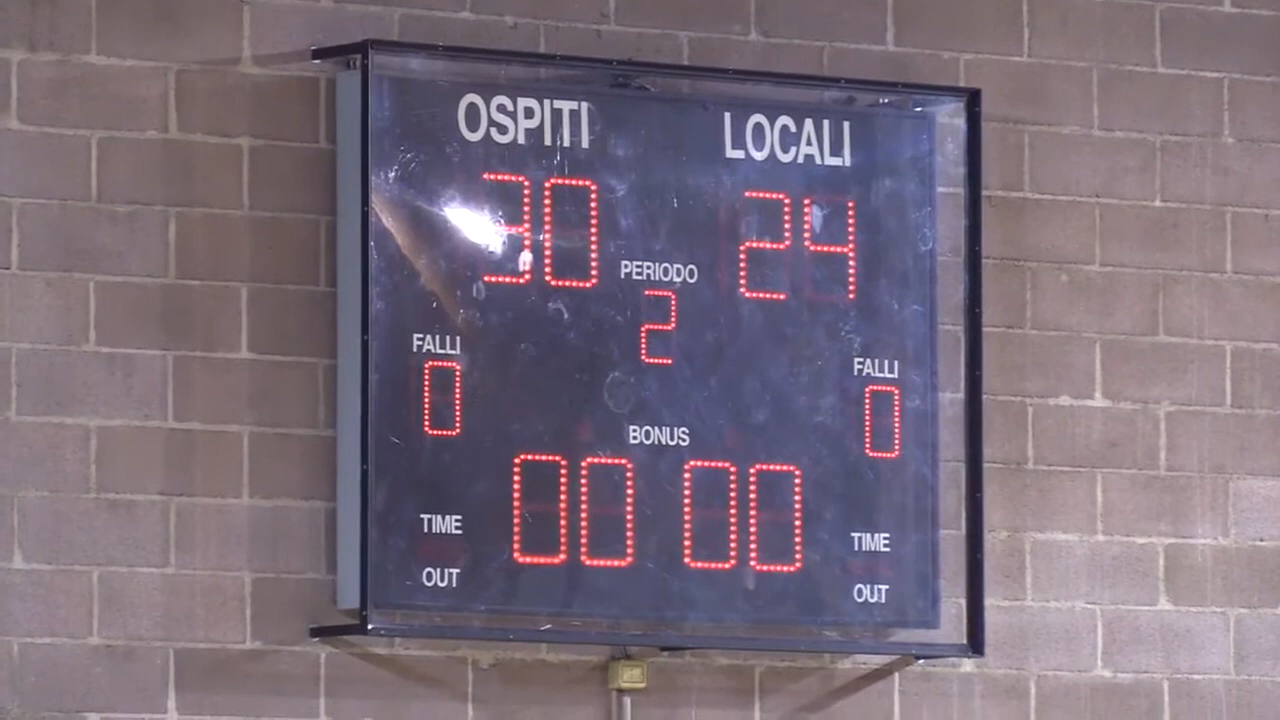 OSPITI LOCALI
30 24
PERIODO
2
FALLI FALLI
0 0
BONUS
00 00
TIME TIME
OUT OUT